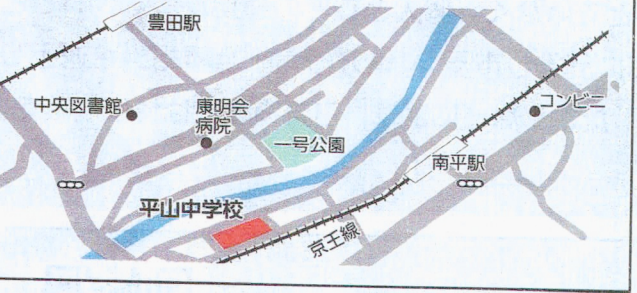 豊田駅
中央図書館
康明会
病院
コンビニ
一号公園
南平駅
平山中学校
京王線